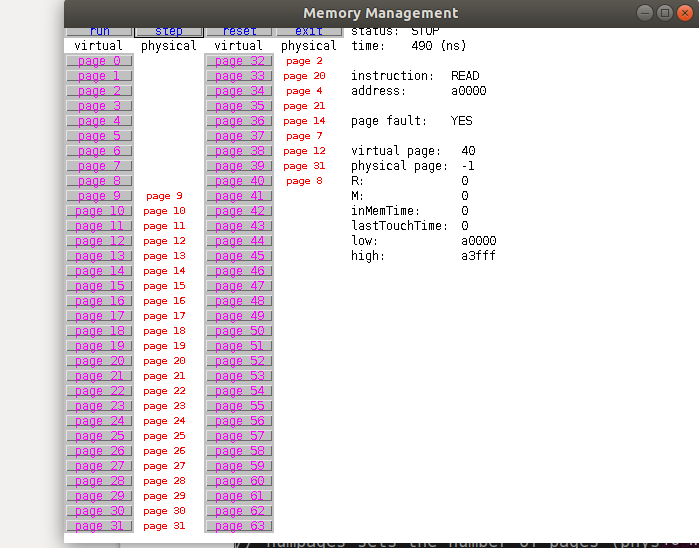 Memory Management
run step reset exit status: STOP
virtual physical virtual physical time: 490 (ns)
page 0 page 32 page 2
page 1 page 33 page 20 instruction: READ
page 2 page 34 page 4 address: a0000
page 3 page 35 page 21
page 4 page 36 page 14 page fault: YES
page 5 page 37 page 7
page 6 page 38 page 12 virtual page: 40
page 7 page 39 page 31 physical page: -1
page 8 page 40 page 8 R: 0
page 9 page 9 page 41 M: 0
page 10 page 10 page 42 inMemTime: 0
page 11 page 11 page 43 lastTouchTime: 0
page 12 page 12 page 44 low: a0000
page 13 page 13 page 45 high: a3fff
page 14 page 14 page 46
page 15 page 15 page 47
page 16 page 16 page 48
page 17 page 17 page 49
page 18 page 18 page 50
page 19 page 19 page 51
page 20 page 20 page 52
page 21 page 21 page 53
page 22 page 22 page 54
page 23 page 23 page 55
page 24 page 24 page 56
page 25 page 25 page 57
page 26 page 26 page 58
page 27 page 27 page 59
page 28 page 28 page 60
page 29 page 29 page 61
page 30 page 30 page 62
page 31 page 31 page 63
// numpages sets the number of pages